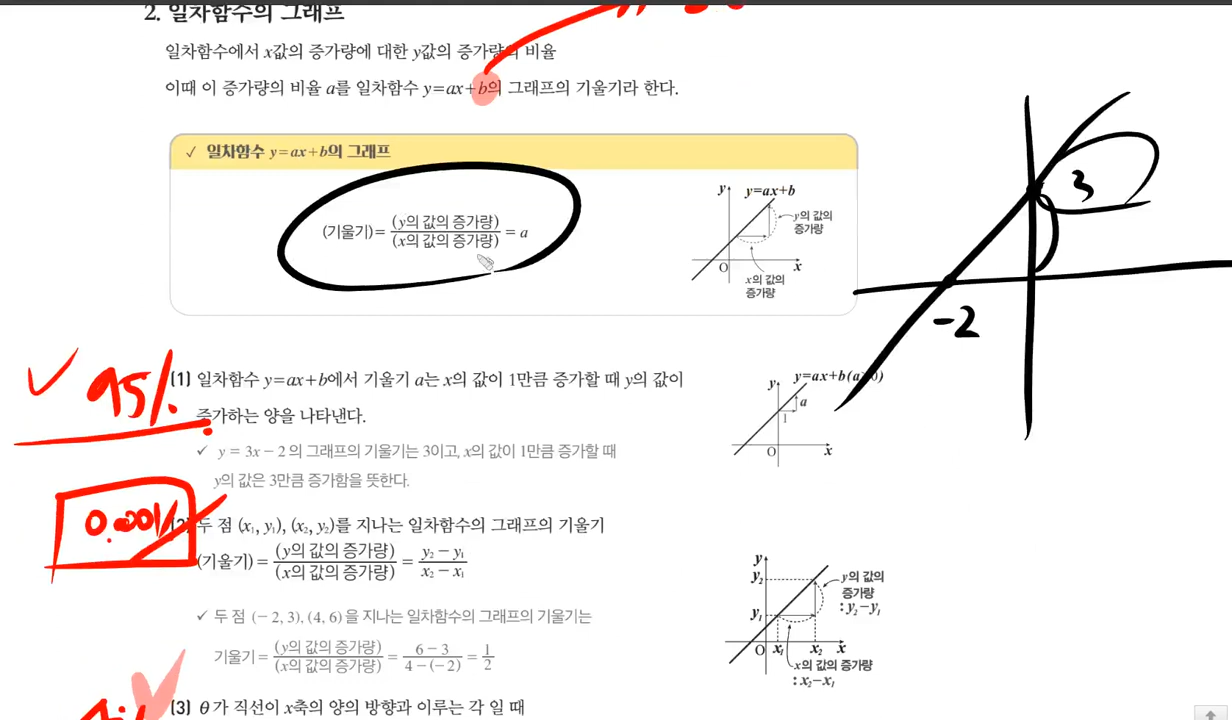 2. 일차함수의 그래프
일차함수에서 x값의 증가량에 대한 y값의 증가량의 비율
이때 이 증가량의 비율 a를 일차함수 y=ax+b의 그래프의 기울기라 한다.
✓ 일차함수 y=ax+b의 그래프
(기울기)= (y의 값의 증가량) / (x의 값의 증가량) = a
y y=ax+b
y의 값의
증가량
O x
x의 값의
증가량
3
-2
✓ 95%
(1) 일차함수 y=ax+b에서 기울기 a는 x의 값이 1만큼 증가할 때 y의 값이
증가하는 양을 나타낸다.
✓ y = 3x-2의 그래프의 기울기는 3이고, x의 값이 1만큼 증가할 때
y의 값은 3만큼 증가함을 뜻한다.
y y=ax+b(a>0)
a
1
O x
0.001%
(2) 두 점 (x₁, y₁), (x₂, y₂)를 지나는 일차함수의 그래프의 기울기
(기울기)= (y의 값의 증가량) / (x의 값의 증가량) = y₂-y₁ / x₂-x₁
✓ 두 점 (-2, 3), (4, 6)을 지나는 일차함수의 그래프의 기울기는
기울기= (y의 값의 증가량) / (x의 값의 증가량) = 6-3 / 4-(-2) = 1 / 2
y
y₂
y의 값의
증가량
: y₂-y₁
y₁
O x₁ x₂ x
x의 값의 증가량
: x₂-x₁
(3) θ가 직선이 x축의 양의 방향과 이루는 각 일 때